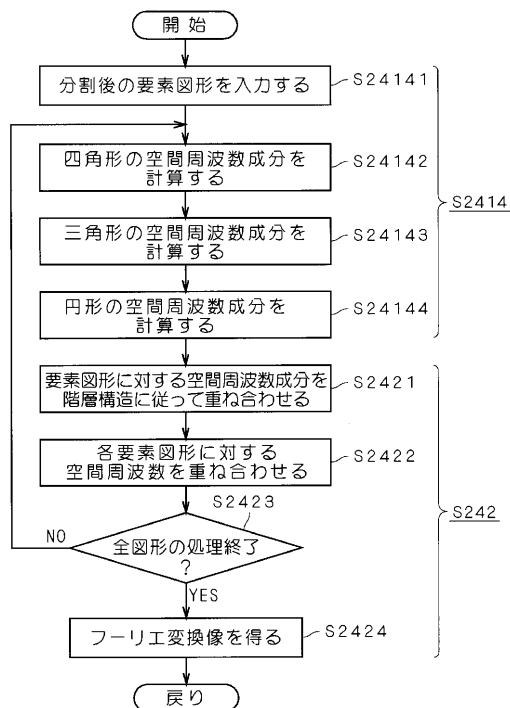 開始
分割後の要素図形を入力する
S24141
四角形の空間周波数成分を
計算する
S24142
三角形の空間周波数成分を
計算する
S24143
円形の空間周波数成分を
計算する
S24144
S2414
要素図形に対する空間周波数成分を
階層構造に従って重ね合わせる
S2421
各要素図形に対する
空間周波数を重ね合わせる
S2422
S2423
NO
全図形の処理終了
?
YES
S242
フーリエ変換像を得る
S2424
戻り